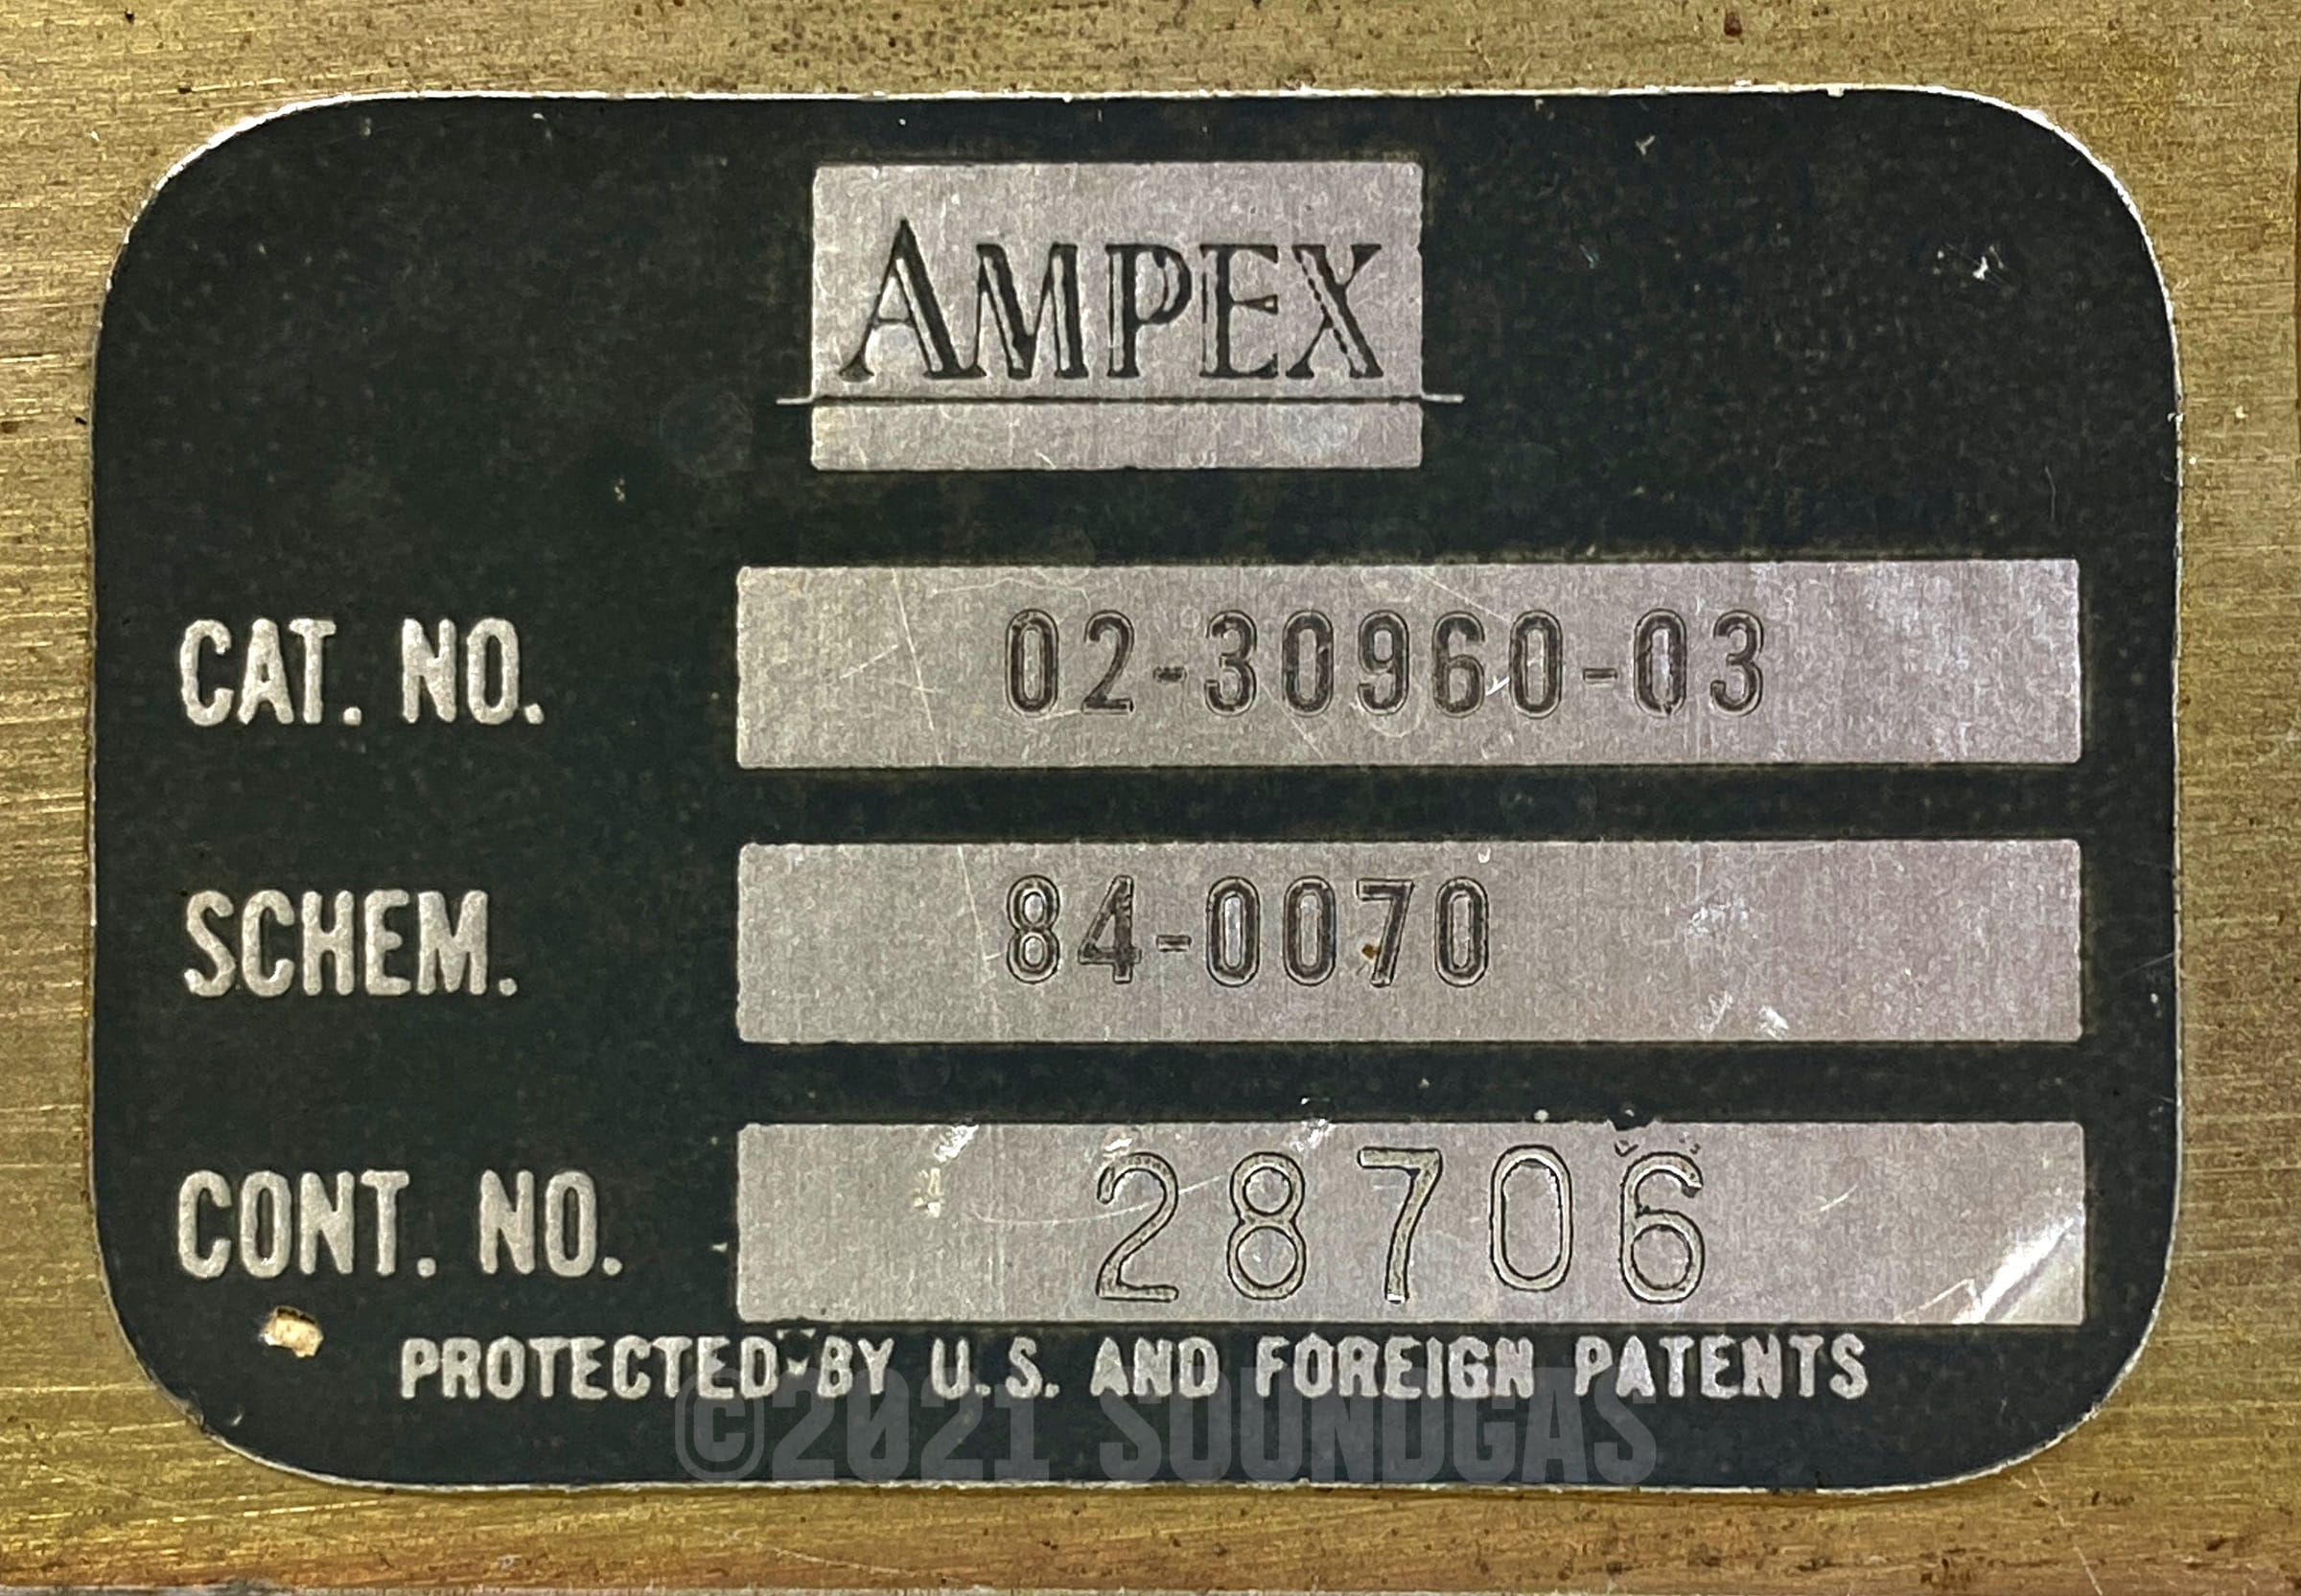 AMPEX
CAT. NO. 02-30960-03
SCHEM. 84-0070
CONT. NO. 28706
PROTECTED BY U.S. AND FOREIGN PATENTS
©2021 SOUNDGAS